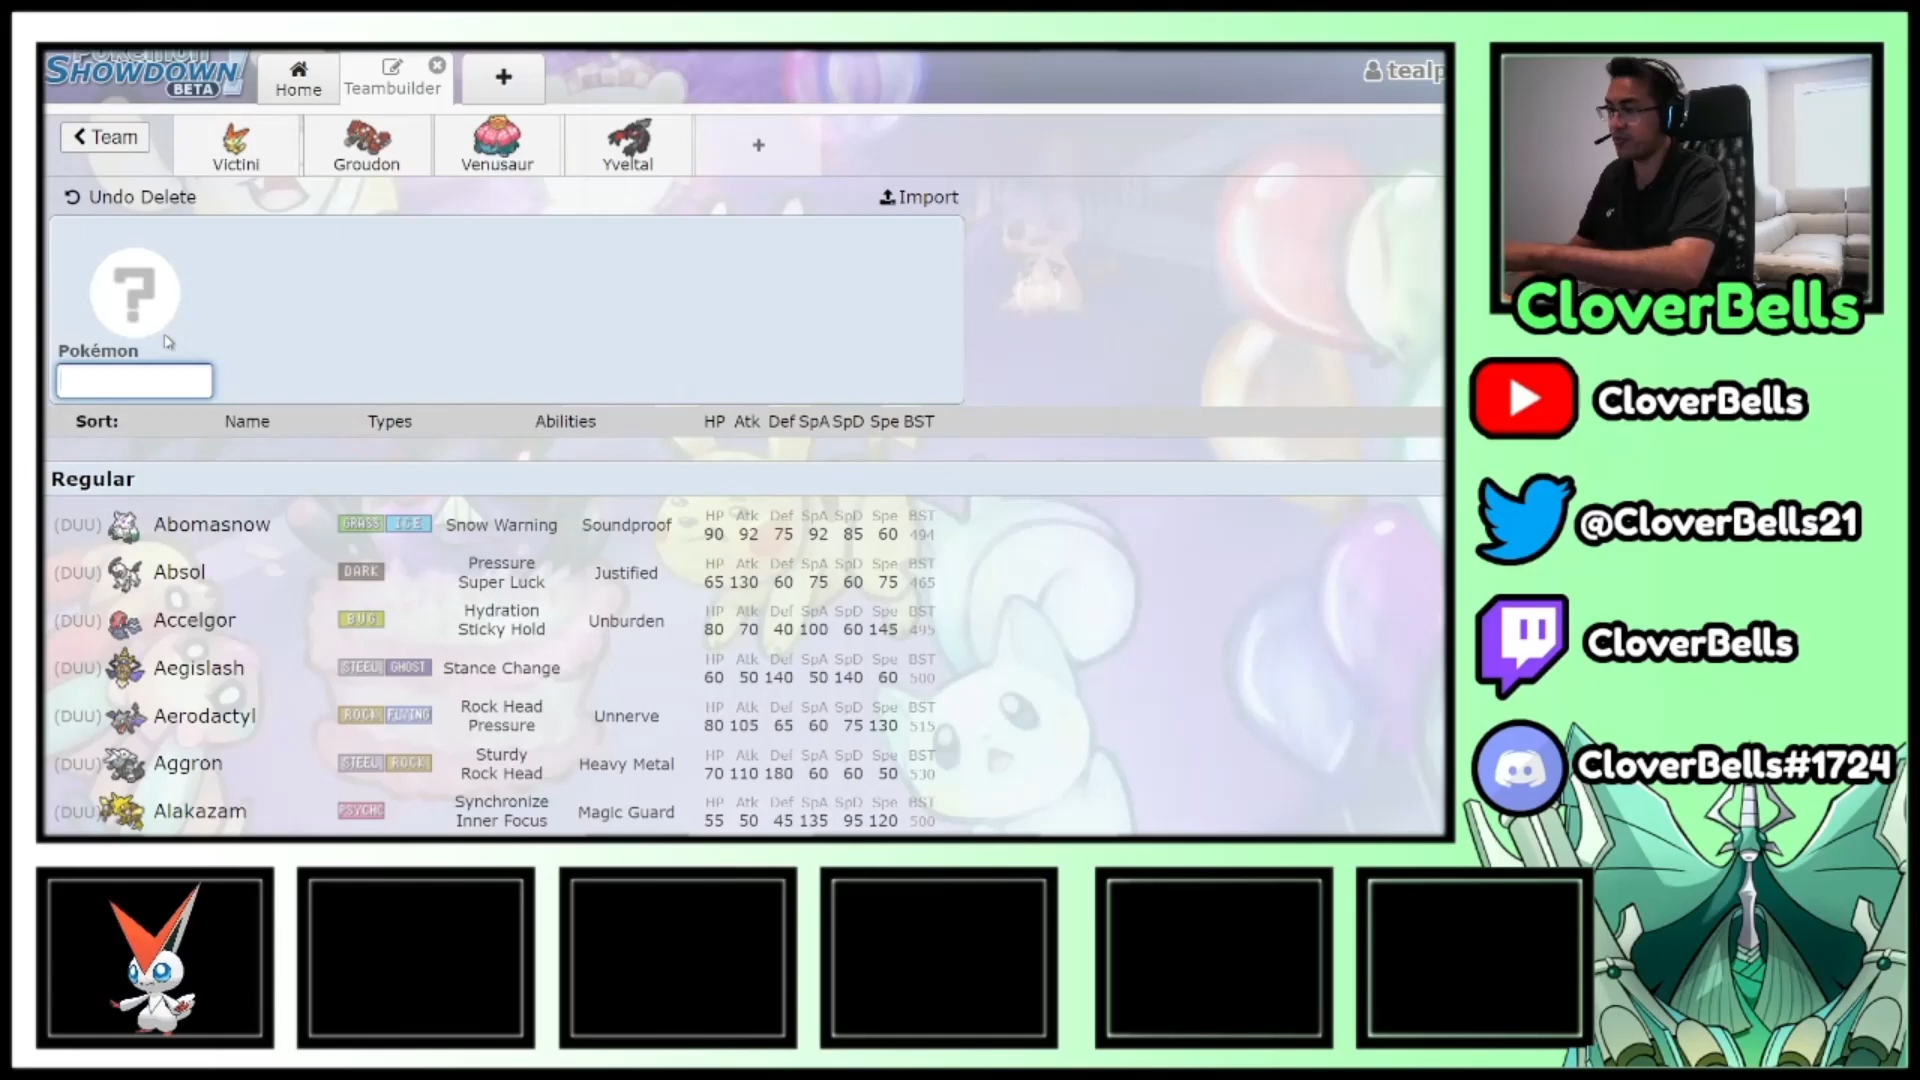 Pokémon
SHOWDOWN
BETA
Home
Teambuilder
+
Team
Victini
Groudon
Venusaur
Yveltal
+
Undo Delete
Import
?
Pokémon
Sort: Name Types Abilities HP Atk Def SpA SpD Spe BST
Regular
(DUU) Abomasnow GRASS ICE Snow Warning Soundproof HP 90 Atk 92 Def 75 SpA 92 SpD 85 Spe 60 BST 494
(DUU) Absol DARK Pressure Super Luck Justified HP 65 Atk 130 Def 60 SpA 75 SpD 60 Spe 75 BST 465
(DUU) Accelgor BUG Hydration Sticky Hold Unburden HP 80 Atk 70 Def 40 SpA 100 SpD 60 Spe 145 BST 495
(DUU) Aegislash STEEL GHOST Stance Change HP 60 Atk 50 Def 140 SpA 50 SpD 140 Spe 60 BST 500
(DUU) Aerodactyl ROCK FLYING Rock Head Pressure Unnerve HP 80 Atk 105 Def 65 SpA 60 SpD 75 Spe 130 BST 515
(DUU) Aggron STEEL ROCK Sturdy Rock Head Heavy Metal HP 70 Atk 110 Def 180 SpA 60 SpD 60 Spe 50 BST 530
(DUU) Alakazam PSYCHC Synchronize Inner Focus Magic Guard HP 55 Atk 50 Def 45 SpA 135 SpD 95 Spe 120 BST 500
tealp
CloverBells
CloverBells
@CloverBells21
CloverBells
CloverBells#1724